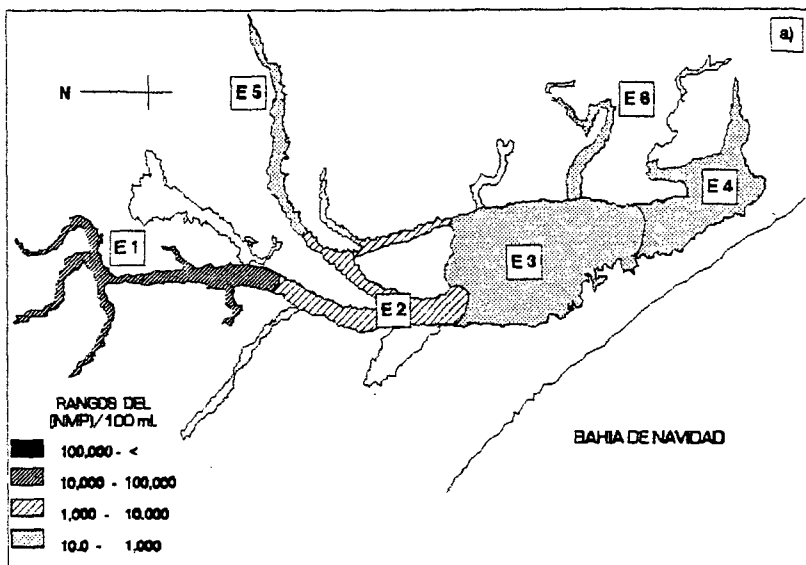 a)
N
E 5
E 6
E 4
E 1
E 3
E 2
RANGOS DEL
(NMP)/100 ml.
100,000 - <
10,000 - 100,000
1,000 - 10.000
10.0 - 1,000
BAHIA DE NAVIDAD